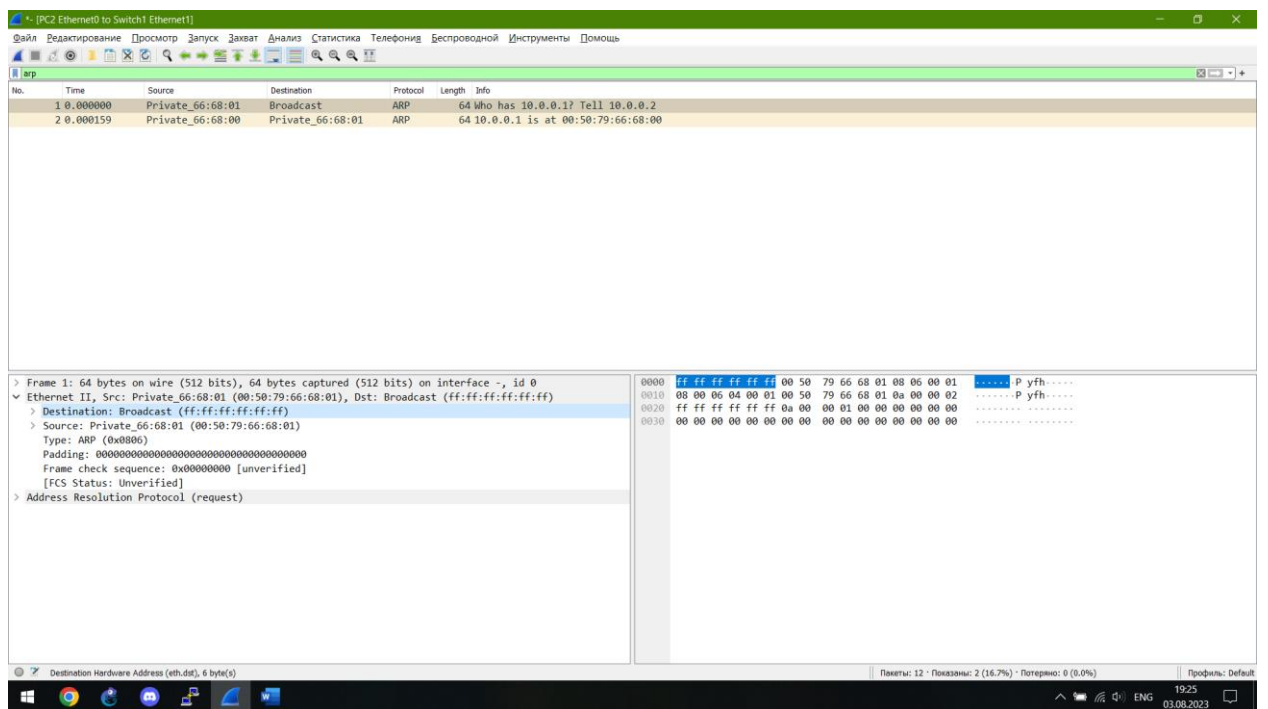 *- [PC2 Ethernet0 to Switch1 Ethernet1]
Файл Редактирование Просмотр Запуск Захват Анализ Статистика Телефония Беспроводной Инструменты Помощь
arp
No. Time Source Destination Protocol Length Info
1 0.000000 Private_66:68:01 Broadcast ARP 64 Who has 10.0.0.1? Tell 10.0.0.2
2 0.000159 Private_66:68:00 Private_66:68:01 ARP 64 10.0.0.1 is at 00:50:79:66:68:00
> Frame 1: 64 bytes on wire (512 bits), 64 bytes captured (512 bits) on interface -, id 0
Ethernet II, Src: Private_66:68:01 (00:50:79:66:68:01), Dst: Broadcast (ff:ff:ff:ff:ff:ff)
> Destination: Broadcast (ff:ff:ff:ff:ff:ff)
> Source: Private_66:68:01 (00:50:79:66:68:01)
Type: ARP (0x0806)
Padding: 000000000000000000000000000000000000
Frame check sequence: 0x00000000 [unverified]
[FCS Status: Unverified]
> Address Resolution Protocol (request)
0000 ff ff ff ff ff ff 00 50 79 66 68 01 08 06 00 01 ·······P yfh·····
0010 08 00 06 04 00 01 00 50 79 66 68 01 0a 00 00 02 ·······P yfh·····
0020 ff ff ff ff ff ff 0a 00 00 01 00 00 00 00 00 00 ········ ········
0030 00 00 00 00 00 00 00 00 00 00 00 00 00 00 00 00 ········ ········
Destination Hardware Address (eth.dst), 6 byte(s)
Пакеты: 12 · Показаны: 2 (16.7%) · Потеряно: 0 (0.0%)
Профиль: Default
ENG
19:25
03.08.2023